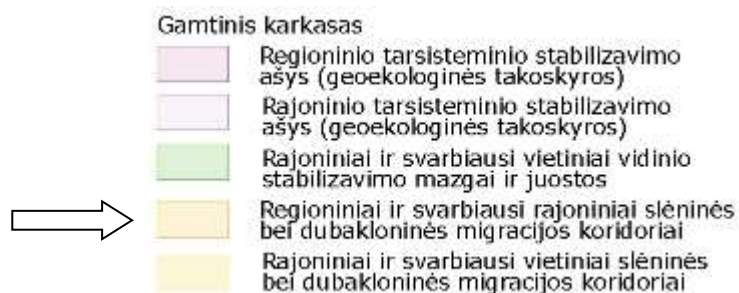 Gamtinis karkasas
Regioninio tarsisteminio stabilizavimo
ašys (geoekologinės takoskyros)
Rajoninio tarsisteminio stabilizavimo
ašys (geoekologinės takoskyros)
Rajoniniai ir svarbiausi vietiniai vidinio
stabilizavimo mazgai ir juostos
Regioniniai ir svarbiausi rajoniniai slėninės
bei dubakloninės migracijos koridoriai
Rajoniniai ir svarbiausi vietiniai slėninės
bei dubakloninės migracijos koridoriai